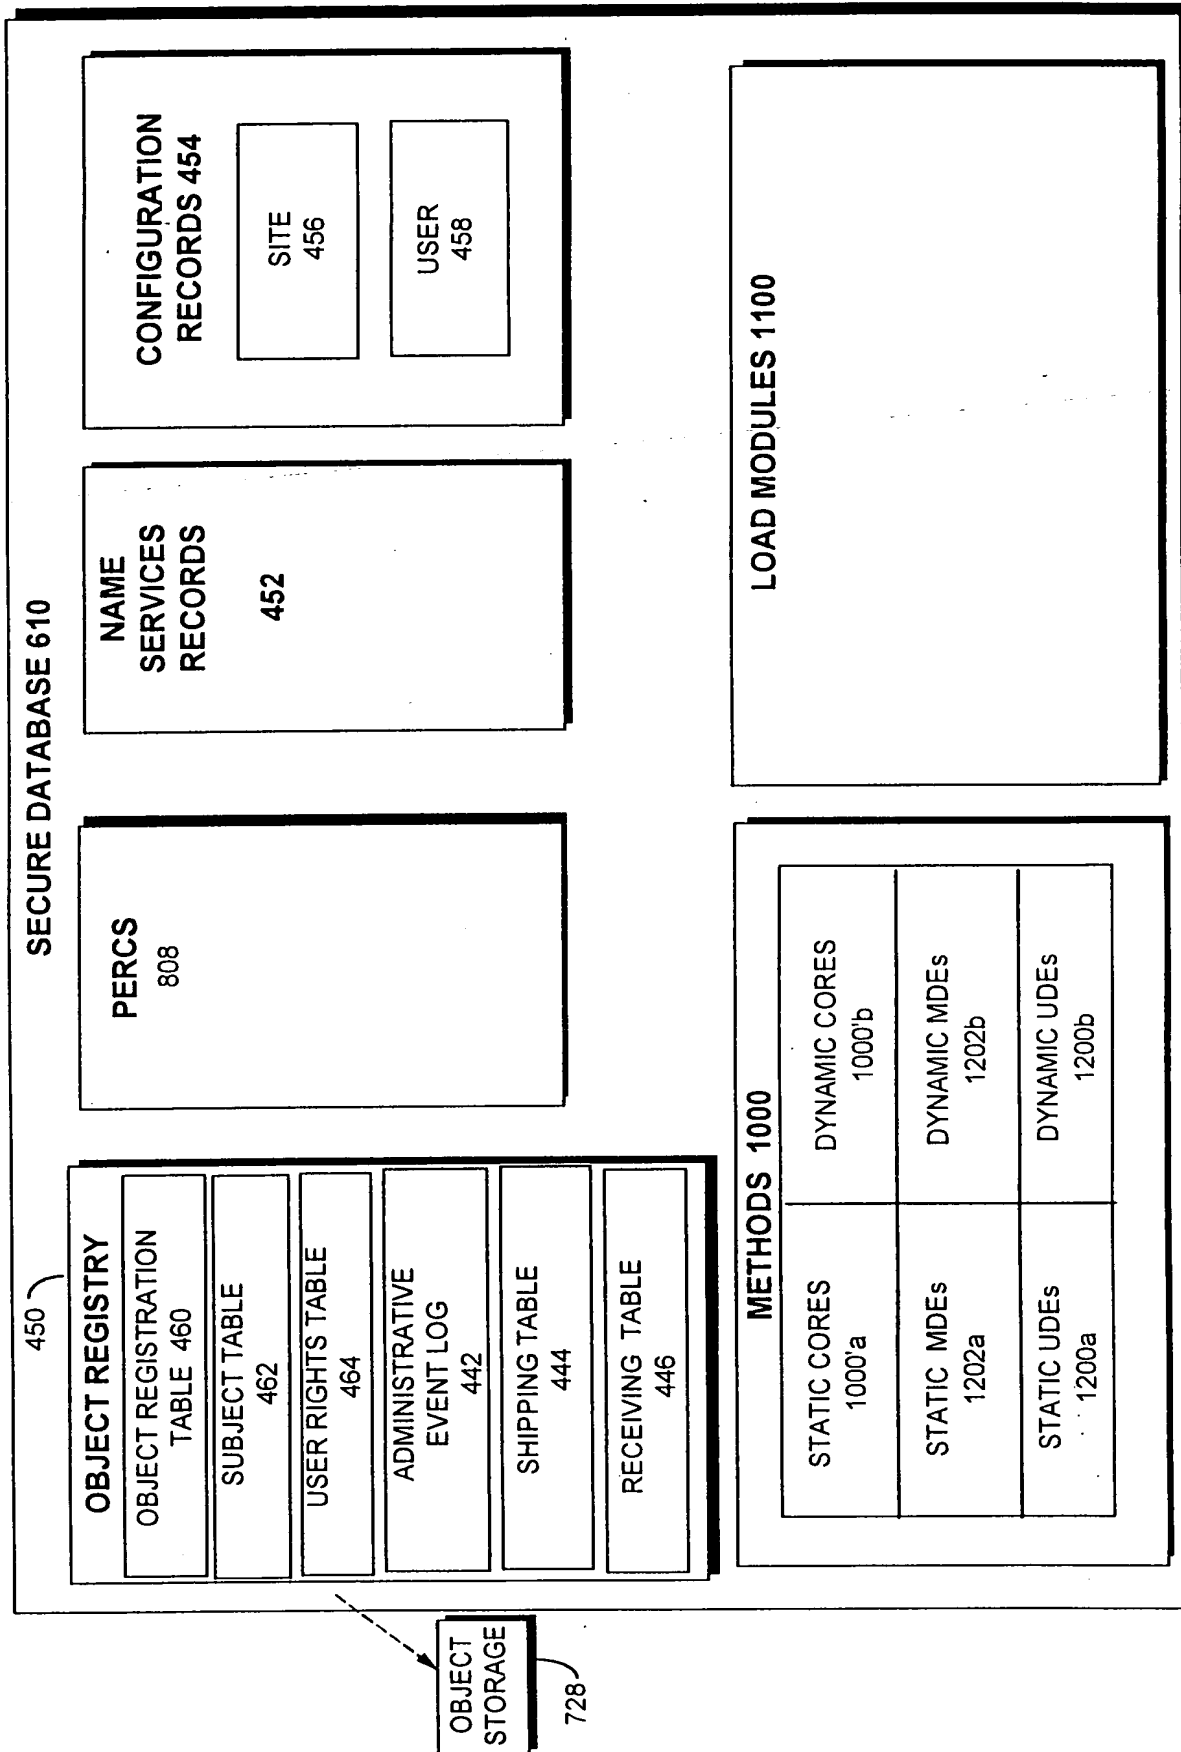 SECURE DATABASE 610
450
OBJECT REGISTRY
OBJECT REGISTRATION
TABLE 460
SUBJECT TABLE
462
USER RIGHTS TABLE
464
ADMINISTRATIVE
EVENT LOG
442
SHIPPING TABLE
444
RECEIVING TABLE
446
PERCS
808
NAME
SERVICES
RECORDS
452
CONFIGURATION
RECORDS 454
SITE
456
USER
458
OBJECT
STORAGE
728
METHODS 1000
STATIC CORES
1000'a
DYNAMIC CORES
1000'b
STATIC MDEs
1202a
DYNAMIC MDEs
1202b
STATIC UDEs
1200a
DYNAMIC UDEs
1200b
LOAD MODULES 1100